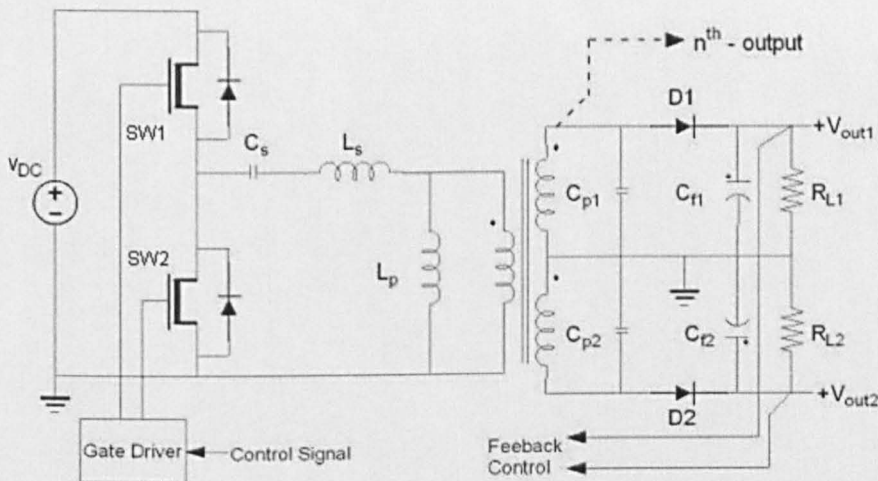 n^th - output
D1
+V_out1
SW1
C_s
L_s
V_DC
C_p1
C_f1
R_L1
SW2
L_p
C_p2
C_f2
R_L2
D2
+V_out2
Gate Driver
Control Signal
Feeback
Control